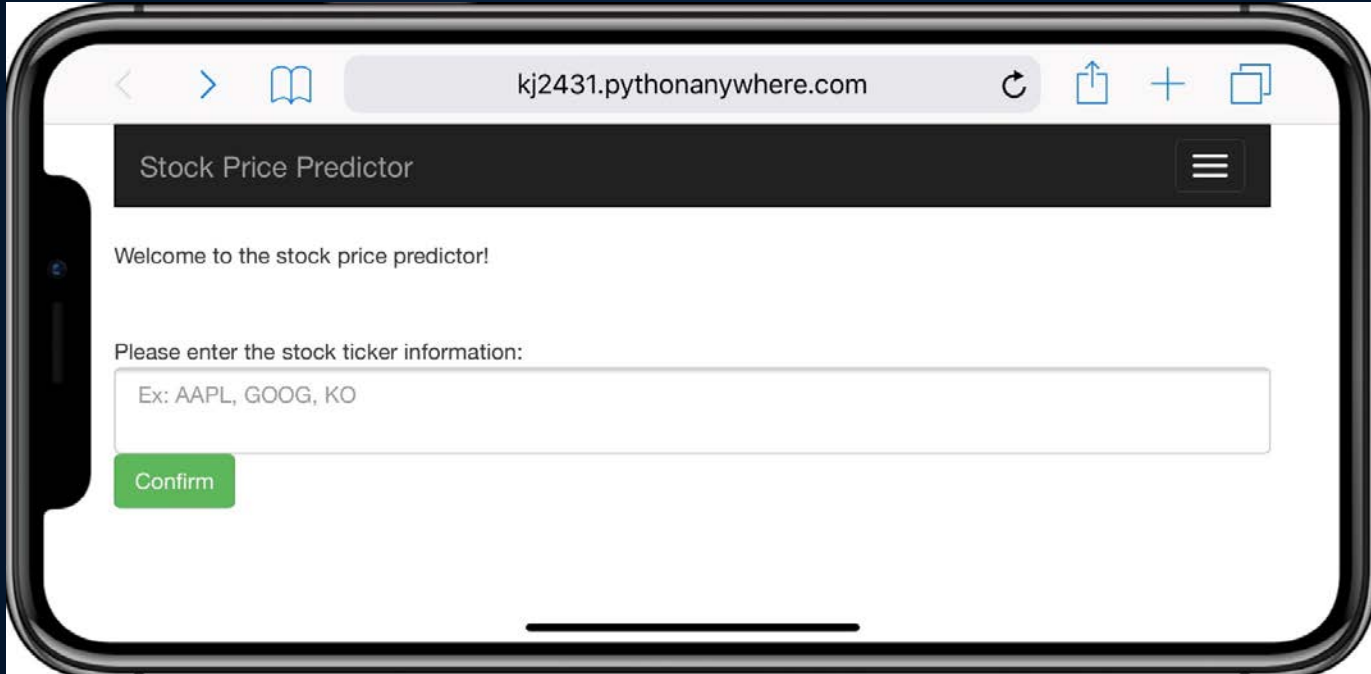 kj2431.pythonanywhere.com
Stock Price Predictor
Welcome to the stock price predictor!
Please enter the stock ticker information:
Ex: AAPL, GOOG, KO
Confirm